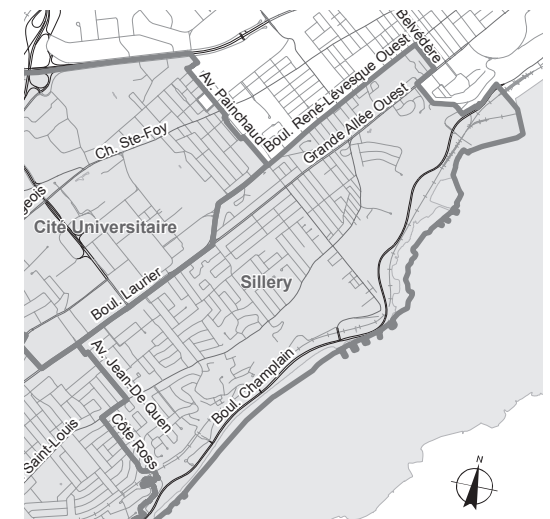 Belvédère
Av. Painchaud
Boul. René-Lévesque Ouest
Grande Allée Ouest
Ch. Ste-Foy
geois
Cité Universitaire
Boul. Laurier
Sillery
Av. Jean-De Quen
Boul. Champlain
Côte Ross
Saint-Louis
N